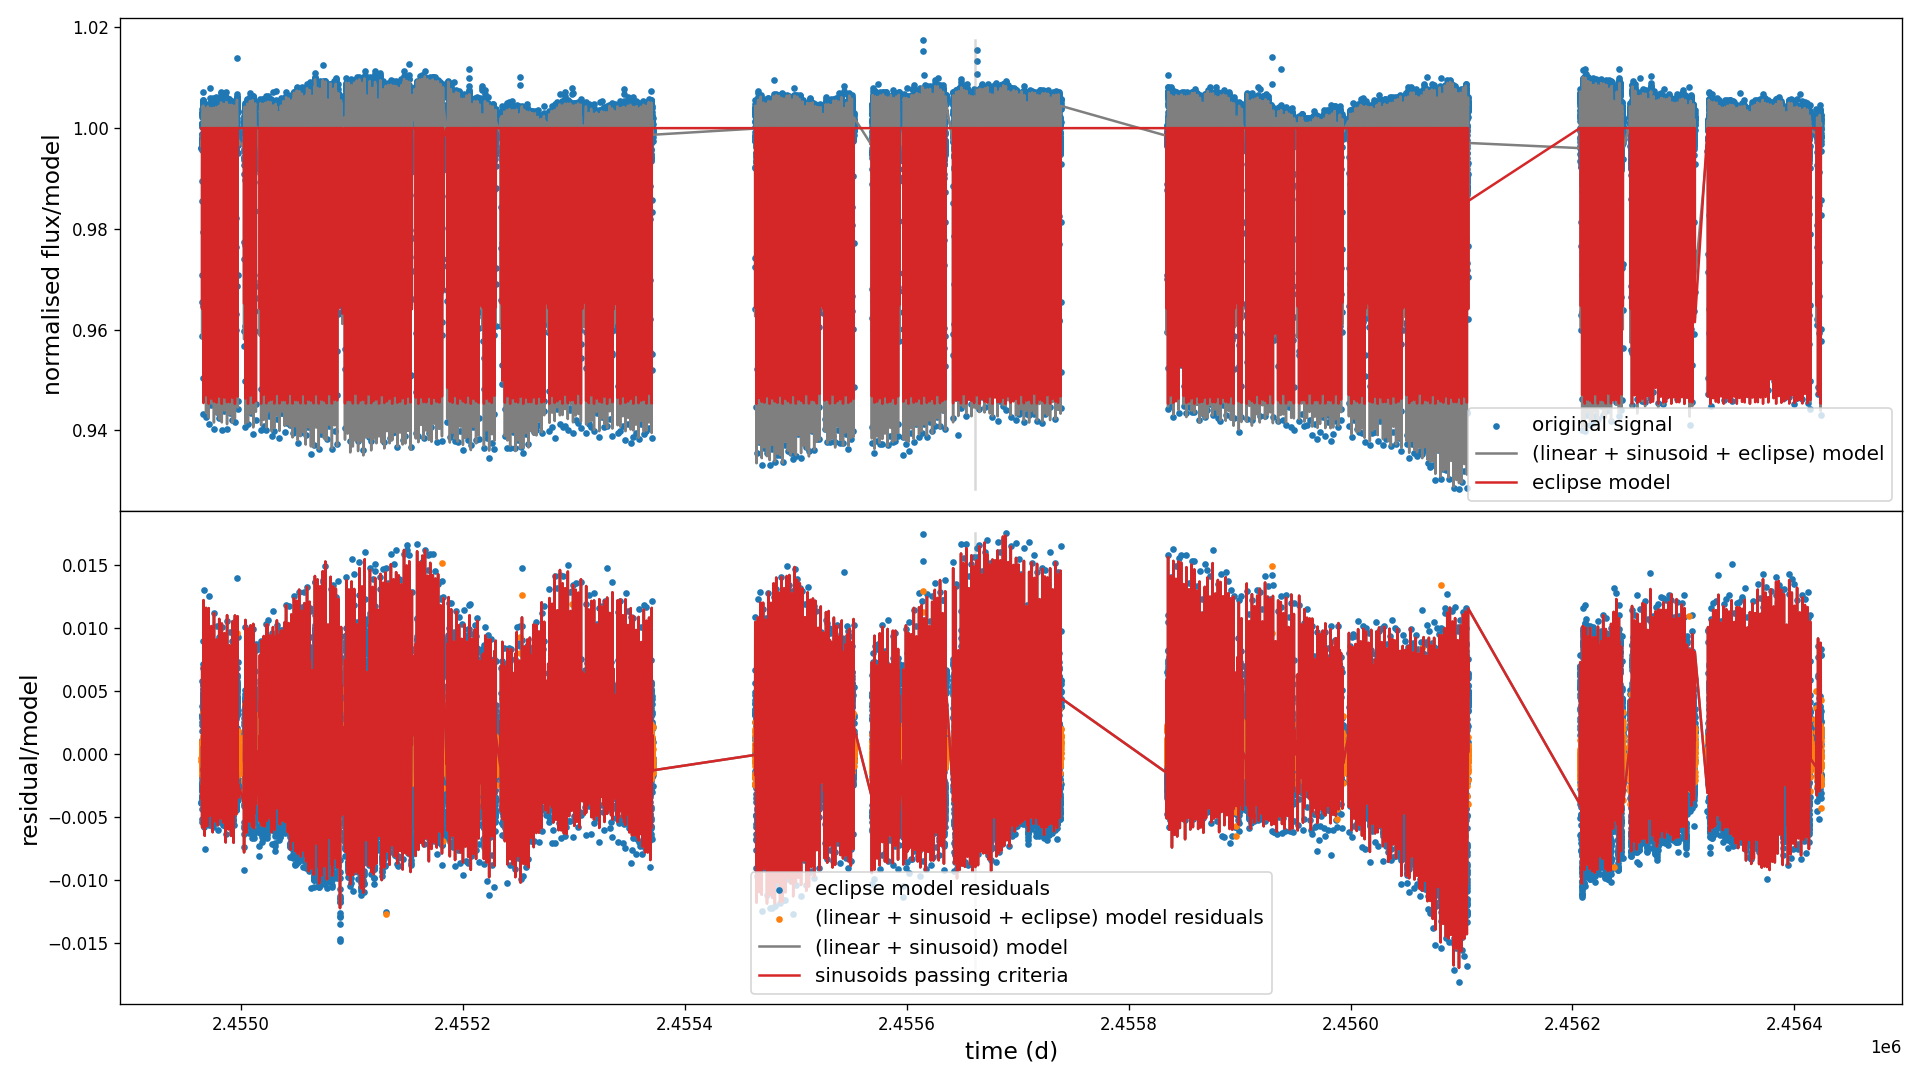 1.02
1.00
0.98
0.96
0.94
normalised flux/model
original signal
(linear + sinusoid + eclipse) model
eclipse model
0.015
0.010
0.005
0.000
−0.005
−0.010
−0.015
residual/model
eclipse model residuals
(linear + sinusoid + eclipse) model residuals
(linear + sinusoid) model
sinusoids passing criteria
2.4550 2.4552 2.4554 2.4556 2.4558 2.4560 2.4562 2.4564
time (d)
1e6